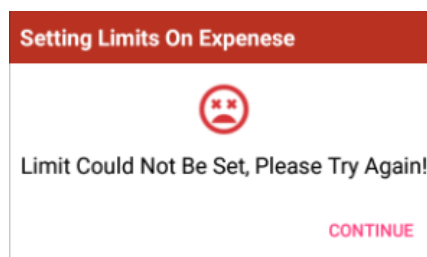 Setting Limits On Expenese
Limit Could Not Be Set, Please Try Again!
CONTINUE